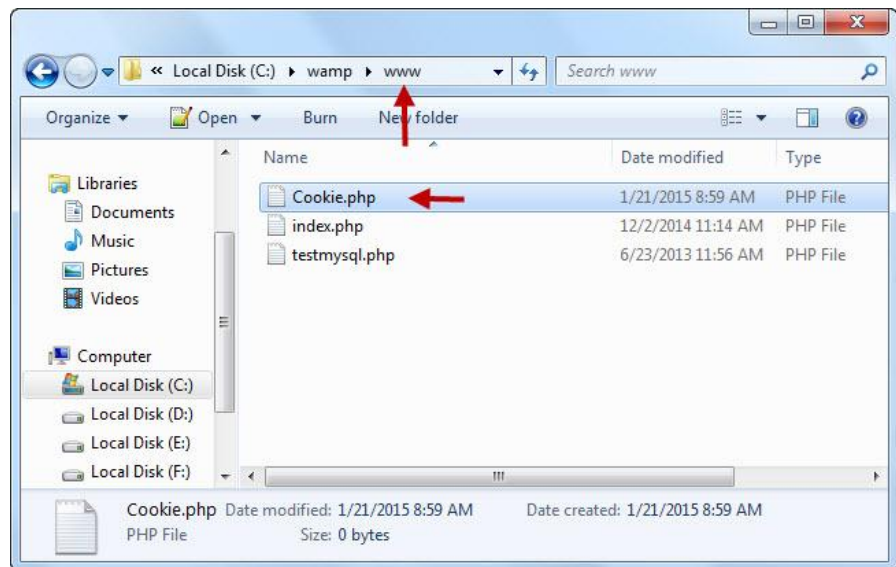 « Local Disk (C:) ▸ wamp ▸ www
Search www
Organize Open Burn New folder
Name Date modified Type
Libraries
Documents
Music
Pictures
Videos
Computer
Local Disk (C:)
Local Disk (D:)
Local Disk (E:)
Local Disk (F:)
Cookie.php 1/21/2015 8:59 AM PHP File
index.php 12/2/2014 11:14 AM PHP File
testmysql.php 6/23/2013 11:56 AM PHP File
Cookie.php Date modified: 1/21/2015 8:59 AM Date created: 1/21/2015 8:59 AM
PHP File Size: 0 bytes